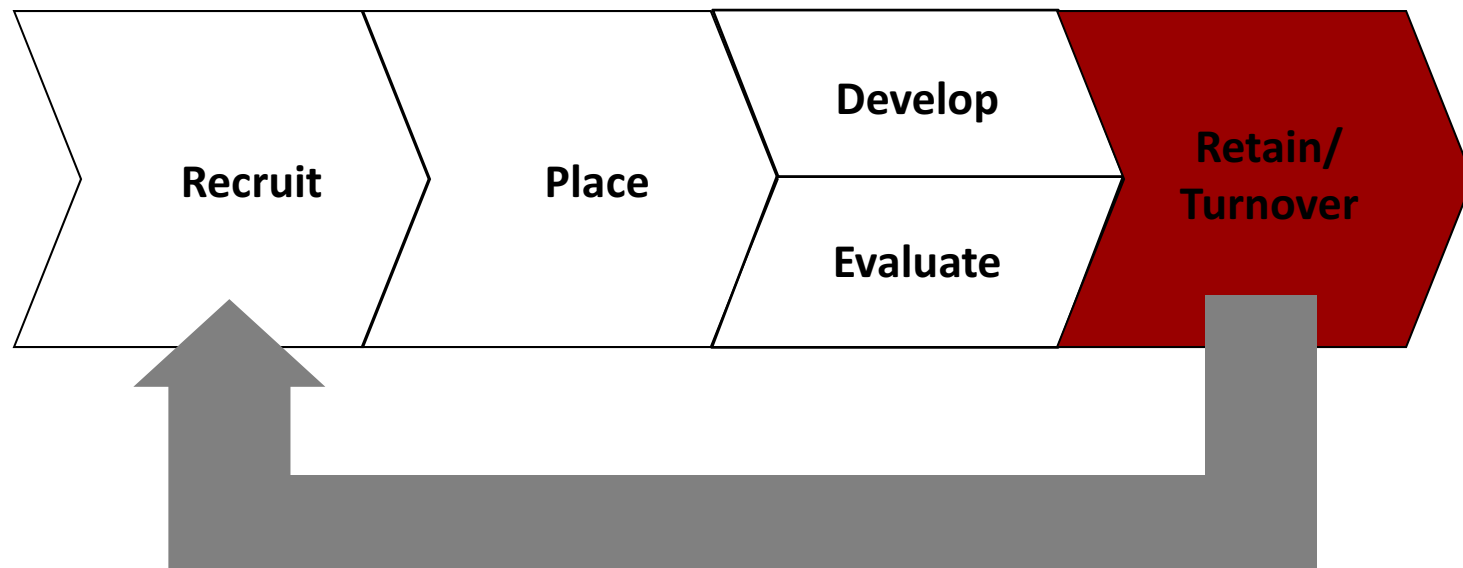 Recruit
Place
Develop
Evaluate
Retain/
Turnover